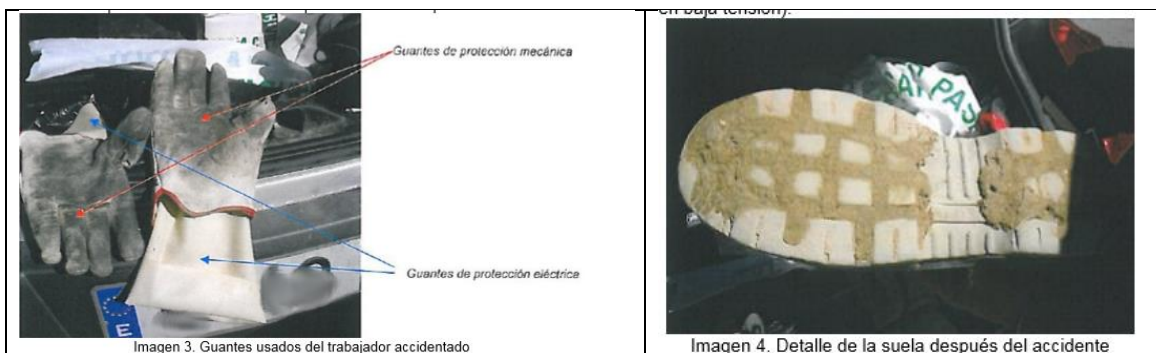 en baja tensión).
Guantes de protección mecánica
Guantes de protección eléctrica
E
Imagen 3. Guantes usados del trabajador accidentado
PAS
Imagen 4. Detalle de la suela después del accidente